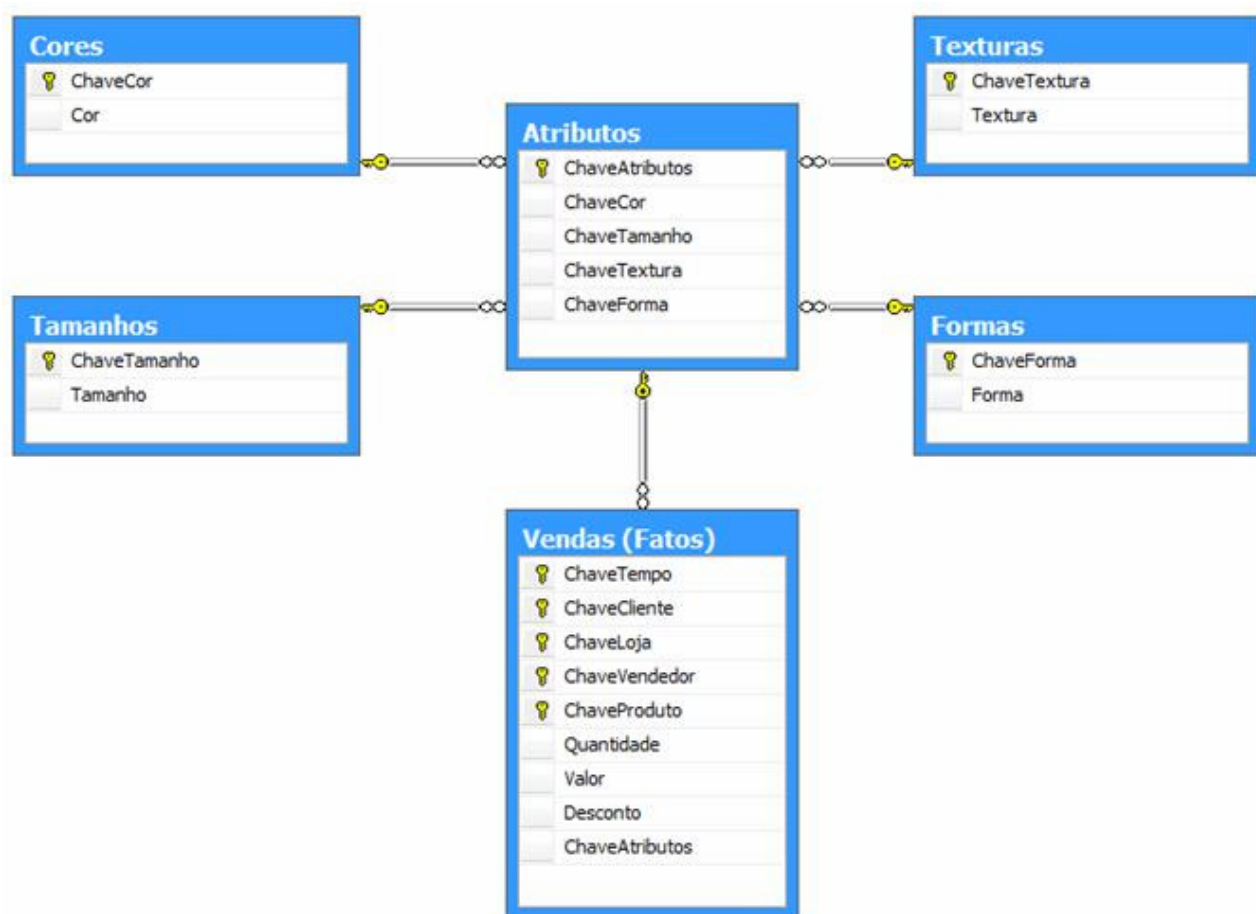 Cores
ChaveCor
Cor
Texturas
ChaveTextura
Textura
Atributos
ChaveAtributos
ChaveCor
ChaveTamanho
ChaveTextura
ChaveForma
Tamanhos
ChaveTamanho
Tamanho
Formas
ChaveForma
Forma
Vendas (Fatos)
ChaveTempo
ChaveCliente
ChaveLoja
ChaveVendedor
ChaveProduto
Quantidade
Valor
Desconto
ChaveAtributos